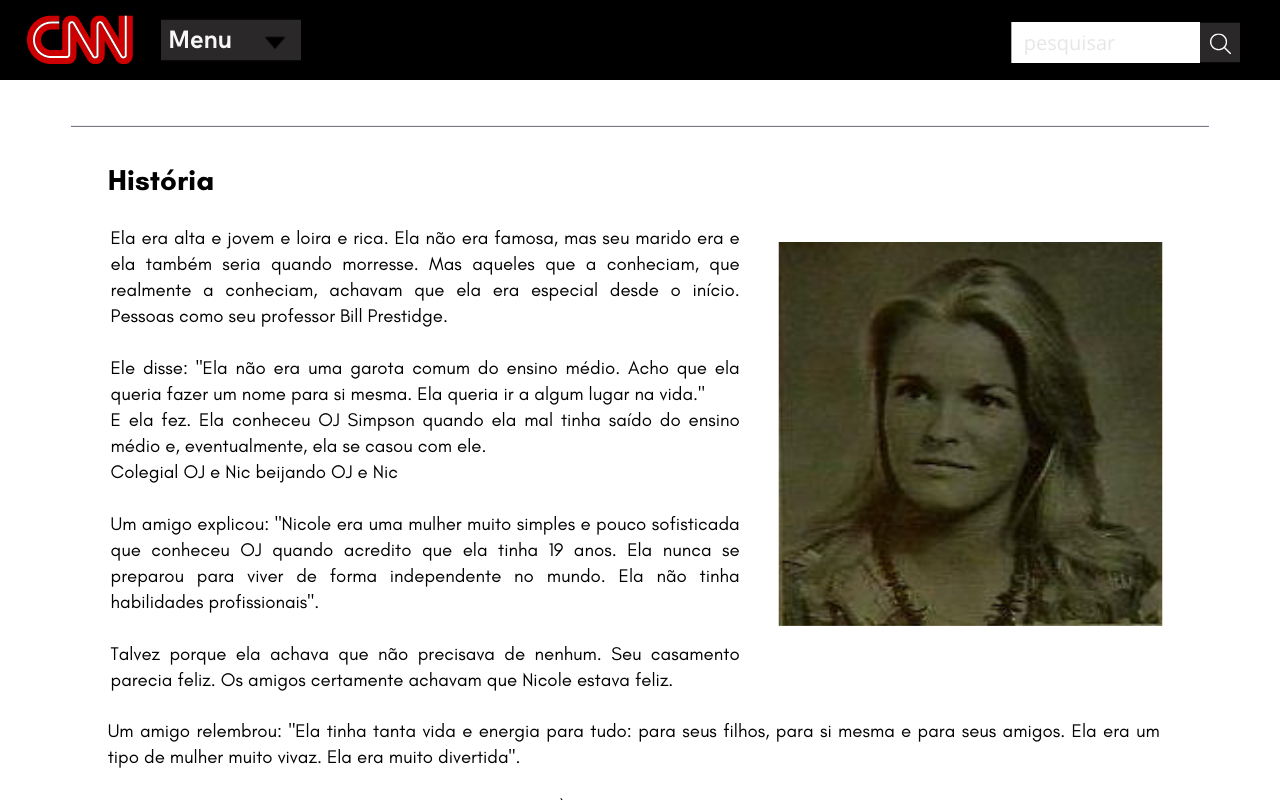 CNN
Menu
pesquisar
História
Ela era alta e jovem e loira e rica. Ela não era famosa, mas seu marido era e
ela também seria quando morresse. Mas aqueles que a conheciam, que
realmente a conheciam, achavam que ela era especial desde o início.
Pessoas como seu professor Bill Prestidge.
Ele disse: "Ela não era uma garota comum do ensino médio. Acho que ela
queria fazer um nome para si mesma. Ela queria ir a algum lugar na vida."
E ela fez. Ela conheceu OJ Simpson quando ela mal tinha saído do ensino
médio e, eventualmente, ela se casou com ele.
Colegial OJ e Nic beijando OJ e Nic
Um amigo explicou: "Nicole era uma mulher muito simples e pouco sofisticada
que conheceu OJ quando acredito que ela tinha 19 anos. Ela nunca se
preparou para viver de forma independente no mundo. Ela não tinha
habilidades profissionais".
Talvez porque ela achava que não precisava de nenhum. Seu casamento
parecia feliz. Os amigos certamente achavam que Nicole estava feliz.
Um amigo relembrou: "Ela tinha tanta vida e energia para tudo: para seus filhos, para si mesma e para seus amigos. Ela era um
tipo de mulher muito vivaz. Ela era muito divertida".